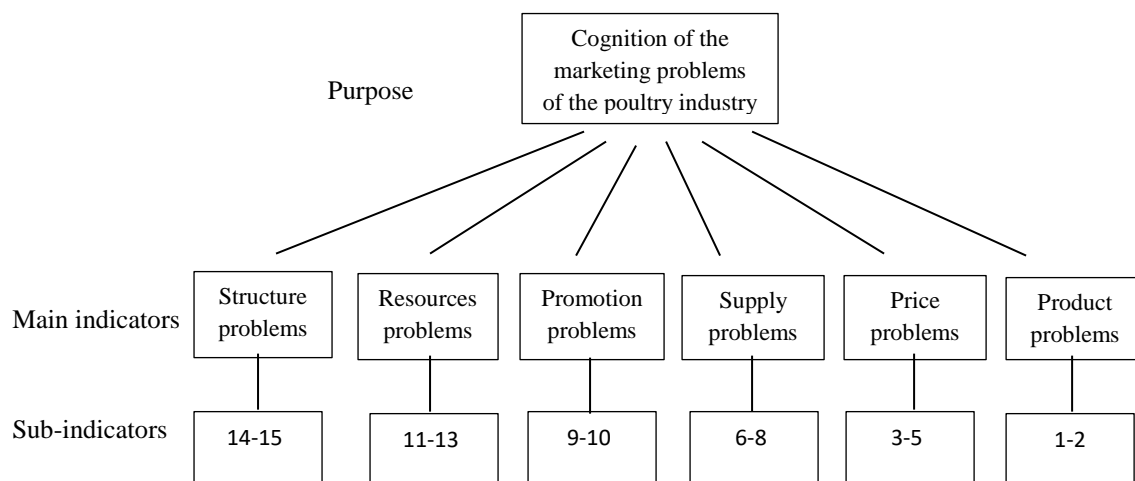 Cognition of the
marketing problems
of the poultry industry
Purpose
Main indicators
Structure
problems
Resources
problems
Promotion
problems
Supply
problems
Price
problems
Product
problems
Sub-indicators
14-15
11-13
9-10
6-8
3-5
1-2